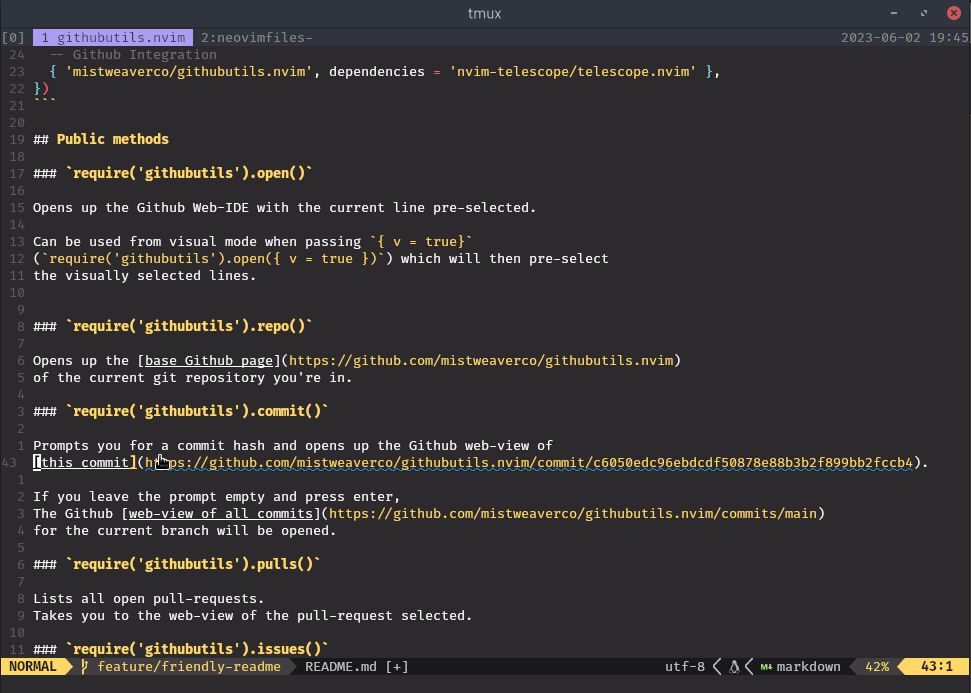 tmux
[0] 1 githubutils.nvim 2:neovimfiles- 2023-06-02 19:45
24 -- Github Integration
23 { 'mistweaverco/githubutils.nvim', dependencies = 'nvim-telescope/telescope.nvim' },
22 })
21 ```
20
19 ## Public methods
18
17 ### `require('githubutils').open()`
16
15 Opens up the Github Web-IDE with the current line pre-selected.
14
13 Can be used from visual mode when passing `{ v = true}`
12 (`require('githubutils').open({ v = true })`) which will then pre-select
11 the visually selected lines.
10
9
8 ### `require('githubutils').repo()`
7
6 Opens up the [base Github page](https://github.com/mistweaverco/githubutils.nvim)
5 of the current git repository you're in.
4
3 ### `require('githubutils').commit()`
2
1 Prompts you for a commit hash and opens up the Github web-view of
43 [this commit](https://github.com/mistweaverco/githubutils.nvim/commit/c6050edc96ebdcdf50878e88b3b2f899bb2fccb4).
1
2 If you leave the prompt empty and press enter,
3 The Github [web-view of all commits](https://github.com/mistweaverco/githubutils.nvim/commits/main)
4 for the current branch will be opened.
5
6 ### `require('githubutils').pulls()`
7
8 Lists all open pull-requests.
9 Takes you to the web-view of the pull-request selected.
10
11 ### `require('githubutils').issues()`
NORMAL feature/friendly-readme README.md [+] utf-8 markdown 42% 43:1